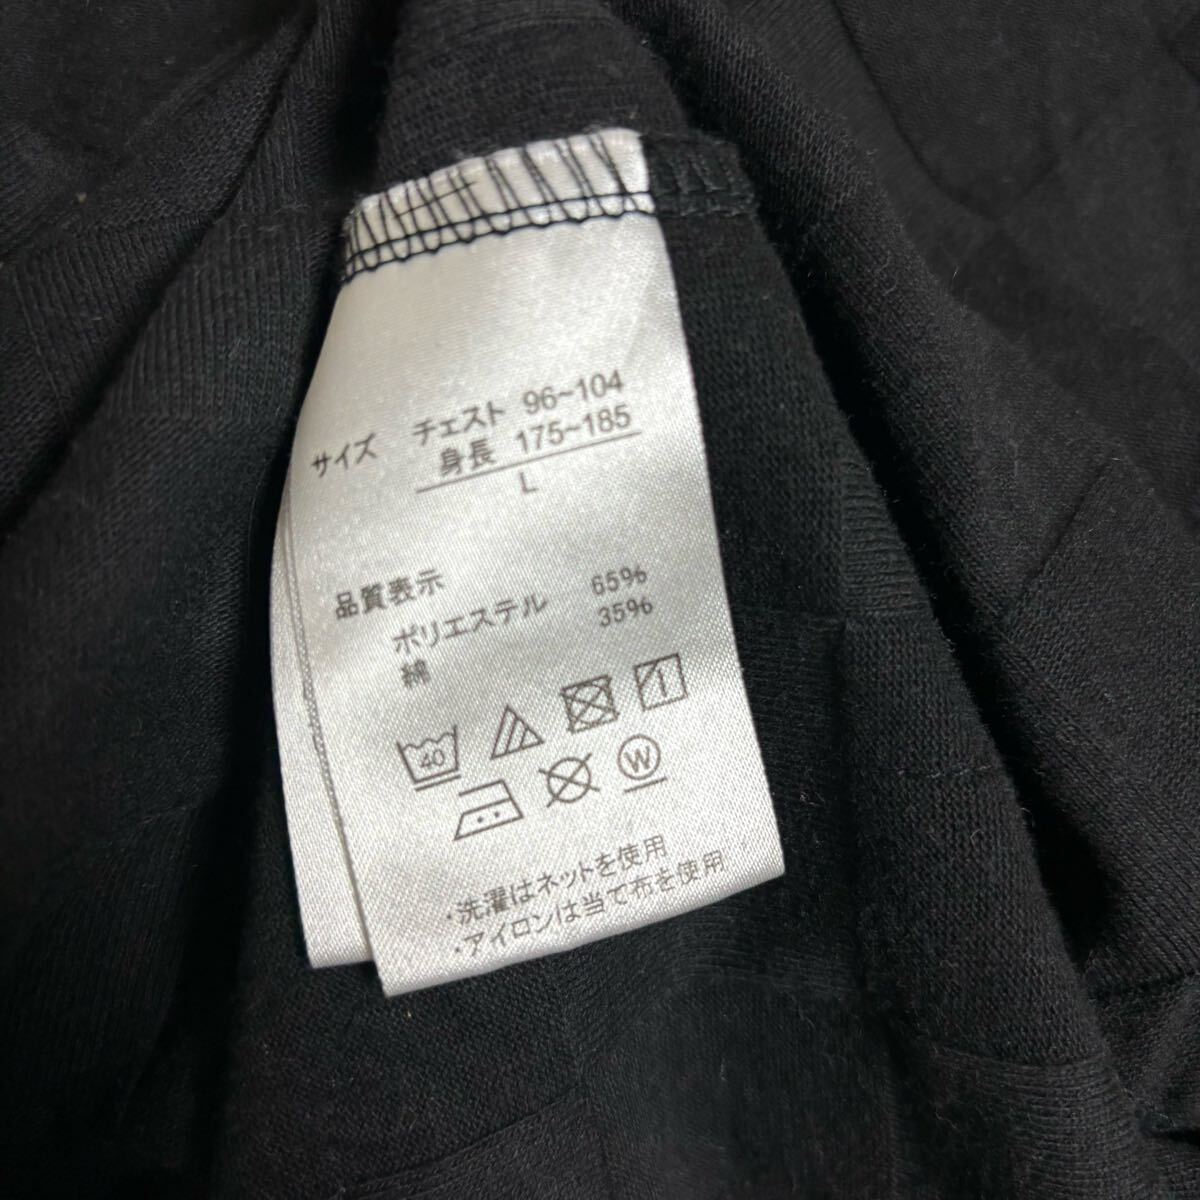 サイズ チェスト 96~104
身長 175~185
L
品質表示
ポリエステル 65%
綿 35%
40
W
・洗濯はネットを使用
・アイロンは当て布を使用